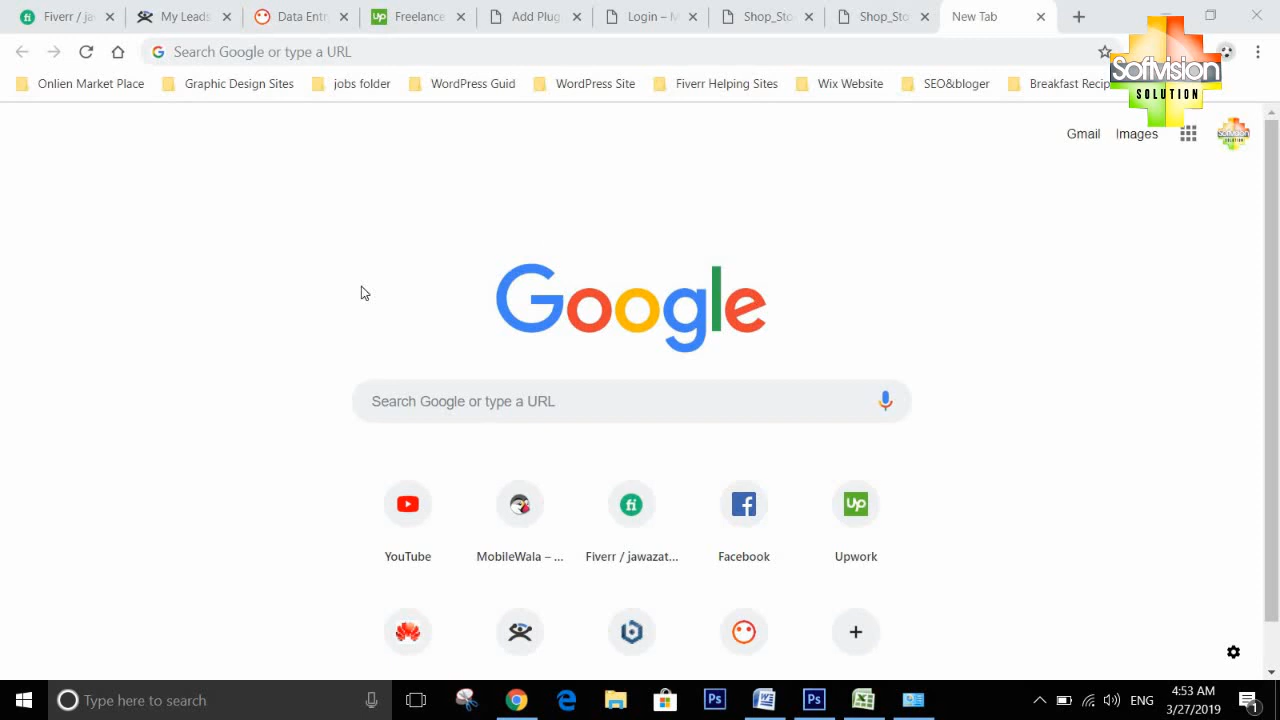 Fiverr / ja
My Leads
Data Entr
Freelance
Add Plug
Login – M
Shop_Sto
Shop_Sto
New Tab
Search Google or type a URL
Onlien Market Place
Graphic Design Sites
jobs folder
WordPress Guid
WordPress Site
Fiverr Helping Sites
Wix Website
SEO&bloger
Breakfast Recip
Softvision
SOLUTION
Gmail
Images
Google
Search Google or type a URL
YouTube
MobileWala – ...
Fiverr / jawazat...
Facebook
Upwork
Type here to search
ENG
4:53 AM
3/27/2019
1